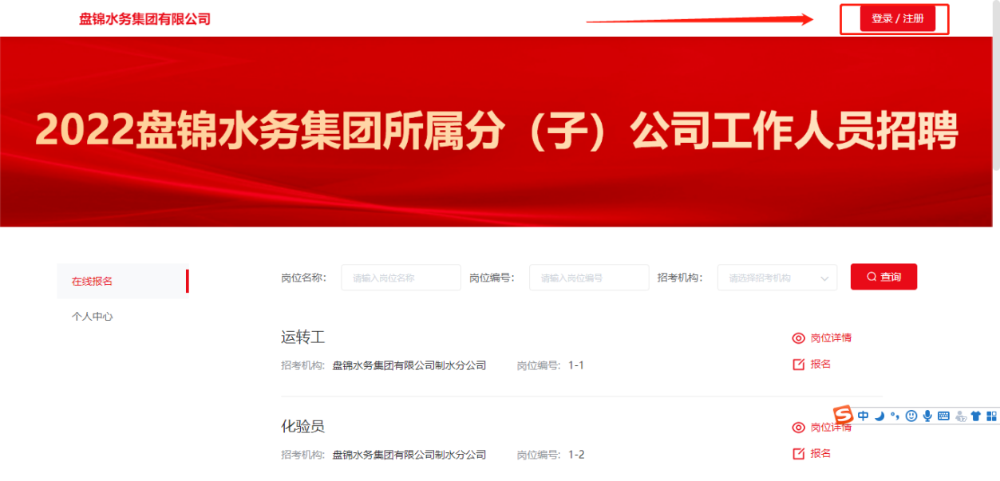 盘锦水务集团有限公司
登录 / 注册
2022盘锦水务集团所属分（子）公司工作人员招聘
在线报名
个人中心
岗位名称： 请输入岗位名称 岗位编号： 请输入岗位编号 招考机构： 请选择招考机构 查询
运转工
岗位详情
招考机构: 盘锦水务集团有限公司制水分公司 岗位编号: 1-1
报名
化验员
岗位详情
招考机构: 盘锦水务集团有限公司制水分公司 岗位编号: 1-2
报名
S 中